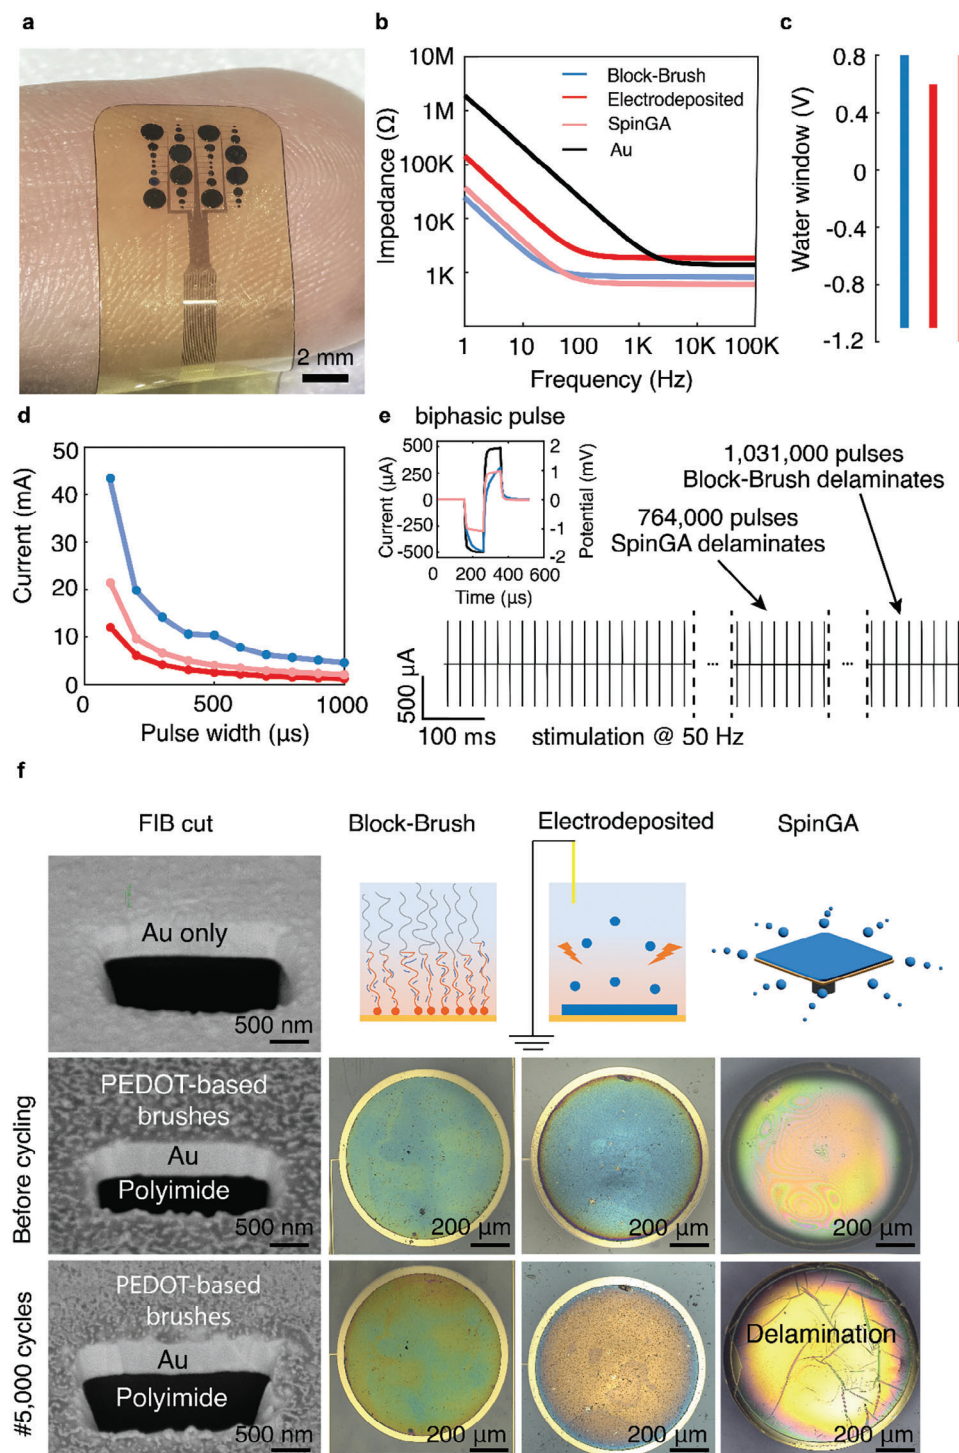 a
2 mm
b
Impedance (Ω)
10M
1M
100K
10K
1K
Block-Brush
Electrodeposited
SpinGA
Au
1
10
100
1K
10K
100K
Frequency (Hz)
c
Water window (V)
0.8
0.4
0
-0.4
-0.8
-1.2
d
Current (mA)
50
40
30
20
10
0
0
500
1000
Pulse width (µs)
e
biphasic pulse
Current (µA)
500
250
0
-250
-500
2
1
0
-1
-2
Potential (mV)
0
200
400
600
Time (µs)
1,031,000 pulses
Block-Brush delaminates
764,000 pulses
SpinGA delaminates
...
...
500 µA
100 ms
stimulation @ 50 Hz
f
FIB cut
Block-Brush
Electrodeposited
SpinGA
Au only
500 nm
Before cycling
PEDOT-based
brushes
Au
Polyimide
500 nm
200 µm
200 µm
200 µm
#5,000 cycles
PEDOT-based
brushes
Au
Polyimide
500 nm
200 µm
200 µm
Delamination
200 µm